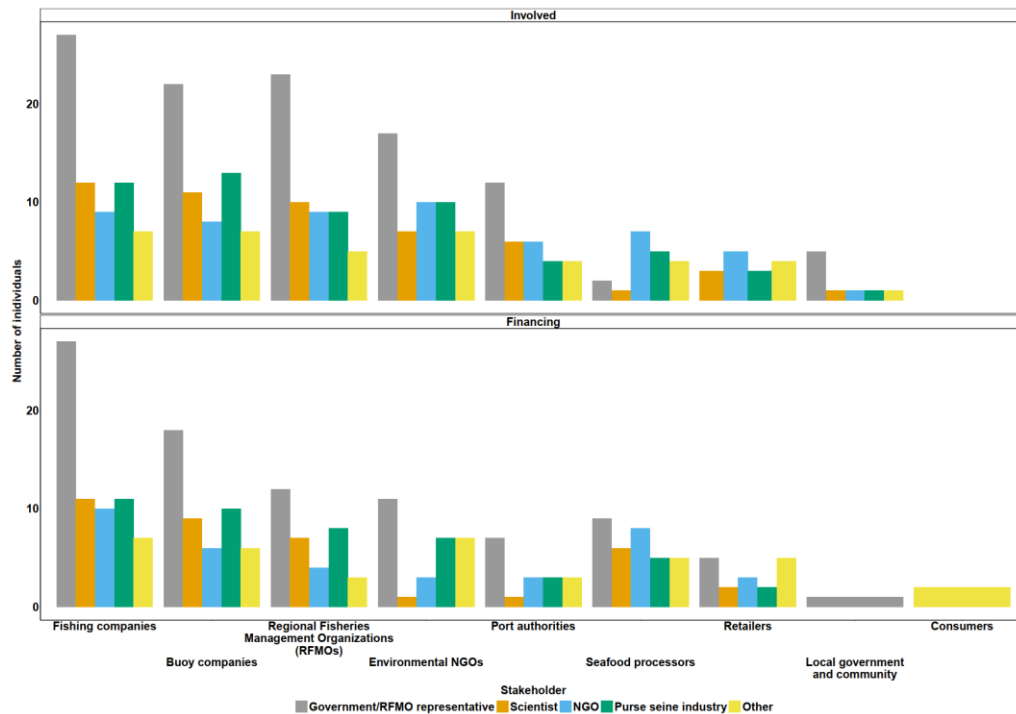 Involved
20
10
0
Number of inidividuals
Financing
20
10
0
Fishing companies
Buoy companies
Regional Fisheries
Management Organizations
(RFMOs)
Environmental NGOs
Port authorities
Seafood processors
Retailers
Local government
and community
Consumers
Stakeholder
Government/RFMO representative Scientist NGO Purse seine industry Other